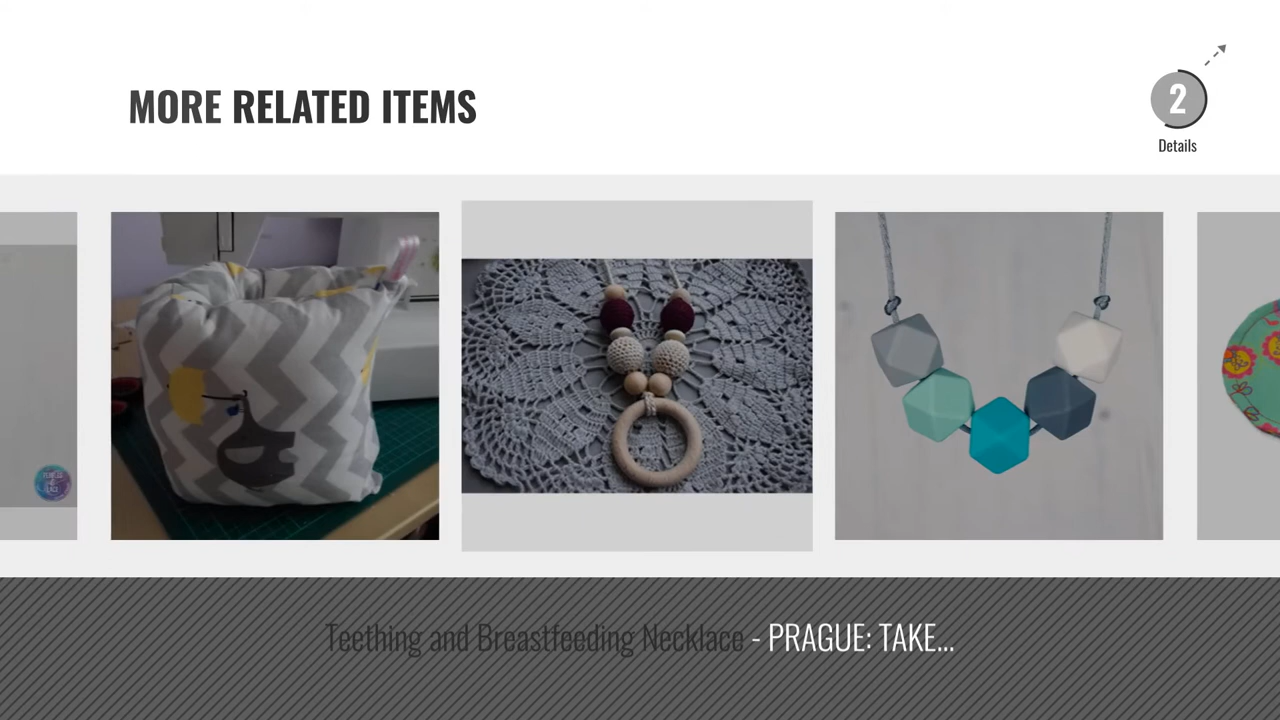 MORE RELATED ITEMS
2
Details
Teething and Breastfeeding Necklace - PRAGUE: TAKE...